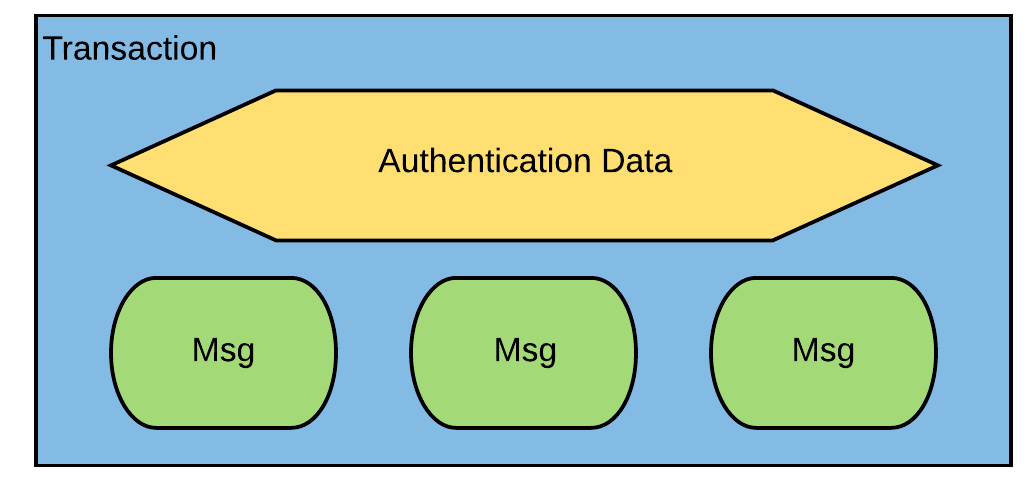 Transaction
Authentication Data
Msg
Msg
Msg